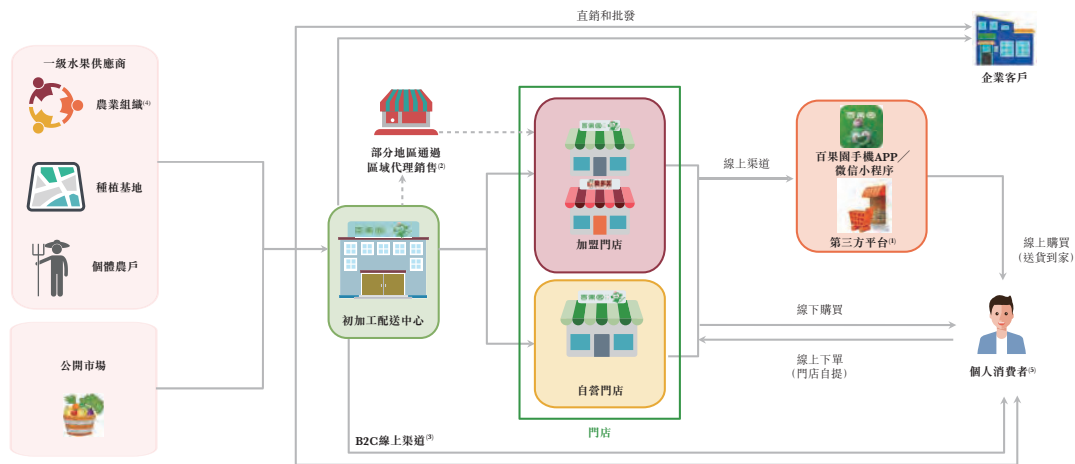 直銷和批發
企業客戶
一級水果供應商
農業組織(4)
種植基地
個體農戶
公開市場
部分地區通過
區域代理銷售(2)
初加工配送中心
加盟門店
自營門店
門店
線上渠道
百果園手機APP／
微信小程序
第三方平台(1)
線上購買
(送貨到家)
線下購買
線上下單
(門店自提)
個人消費者(5)
B2C線上渠道(3)